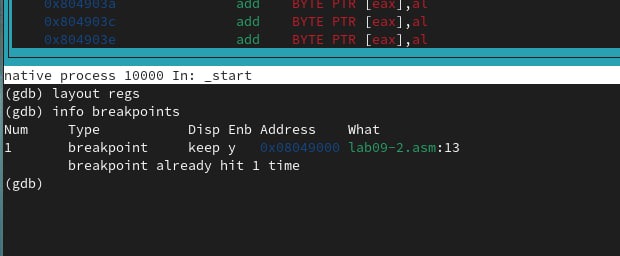 0x804903a add BYTE PTR [eax],al
0x804903c add BYTE PTR [eax],al
0x804903e add BYTE PTR [eax],al
native process 10000 In: _start
(gdb) layout regs
(gdb) info breakpoints
Num Type Disp Enb Address What
1 breakpoint keep y 0x08049000 lab09-2.asm:13
breakpoint already hit 1 time
(gdb)